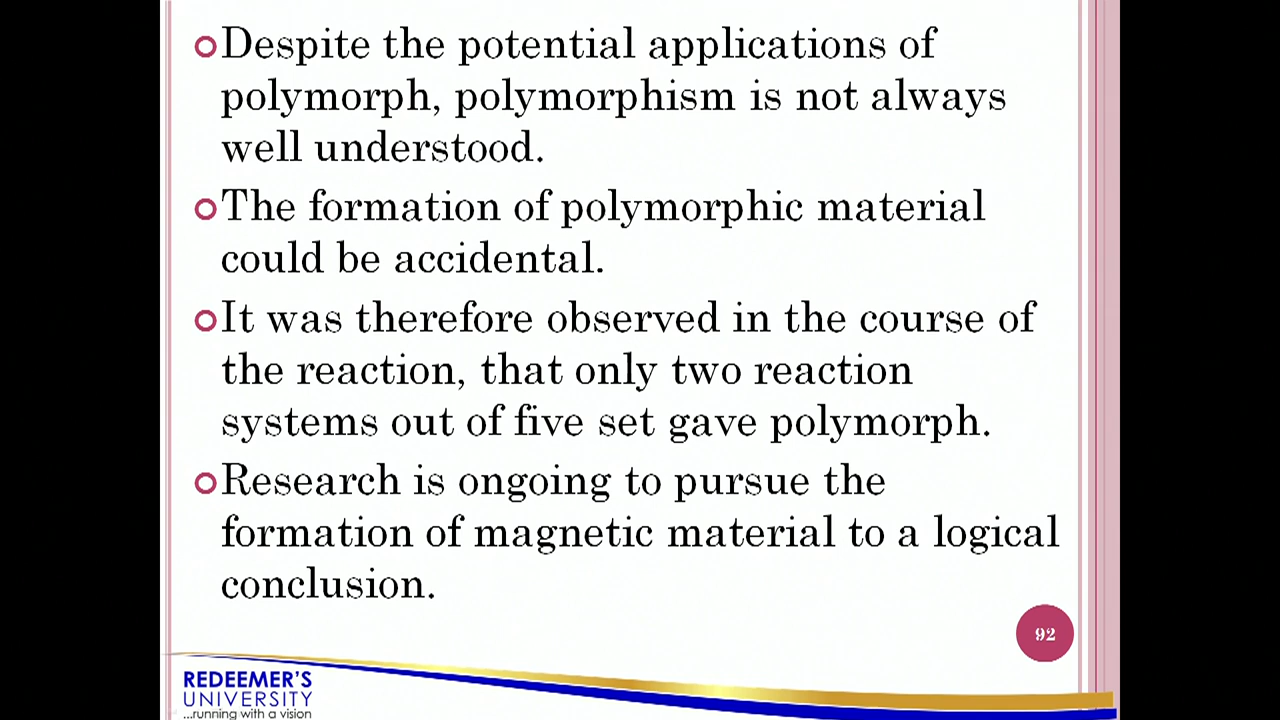 Despite the potential applications of
polymorph, polymorphism is not always
well understood.
The formation of polymorphic material
could be accidental.
It was therefore observed in the course of
the reaction, that only two reaction
systems out of five set gave polymorph.
Research is ongoing to pursue the
formation of magnetic material to a logical
conclusion.
92
REDEEMER'S
UNIVERSITY
...running with a vision